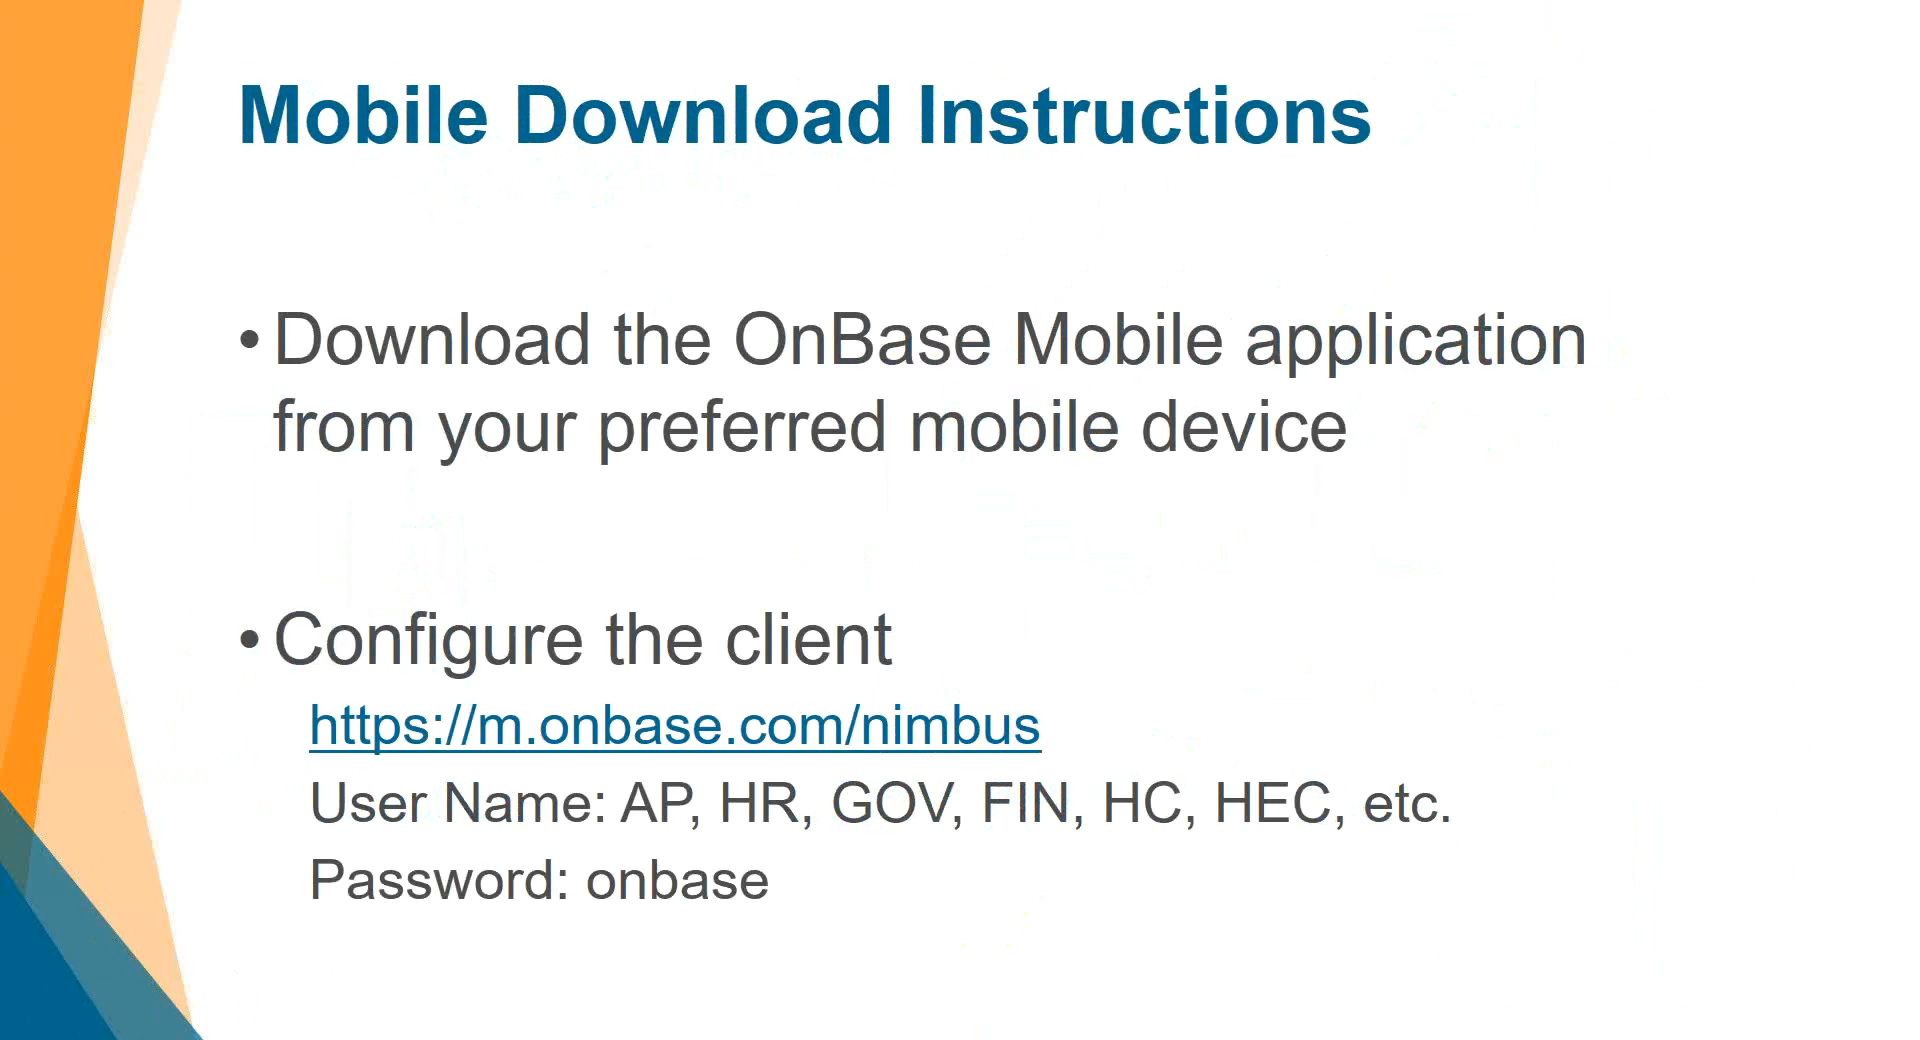 Mobile Download Instructions
• Download the OnBase Mobile application
from your preferred mobile device
• Configure the client
https://m.onbase.com/nimbus
User Name: AP, HR, GOV, FIN, HC, HEC, etc.
Password: onbase